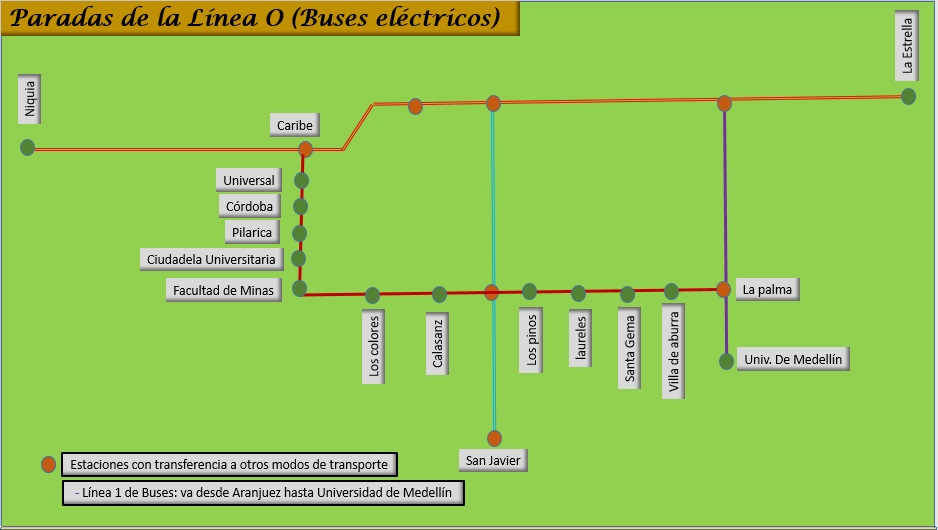 Paradas de la Línea O (Buses eléctricos)
La Estrella
Niquia
Caribe
Universal
Córdoba
Pilarica
Ciudadela Universitaria
Facultad de Minas
La palma
Los colores
Calasanz
Los pinos
laureles
Santa Gema
Villa de aburra
Univ. De Medellín
San Javier
Estaciones con transferencia a otros modos de transporte
- Línea 1 de Buses: va desde Aranjuez hasta Universidad de Medellín